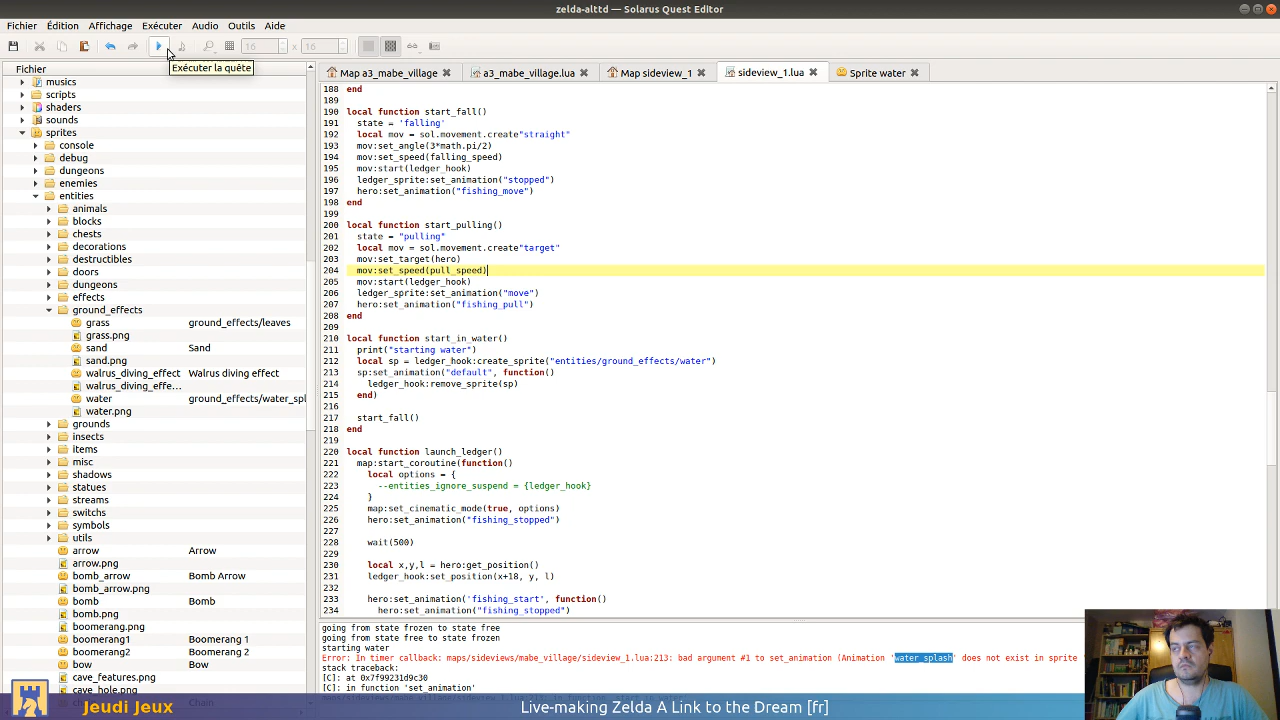 zelda-alttd - Solarus Quest Editor
Fichier Édition Affichage Exécuter Audio Outils Aide
16 x 16
Exécuter la quête
Fichier
Map a3_mabe_village
a3_mabe_village.lua
Map sideview_1
sideview_1.lua
Sprite water
musics
scripts
shaders
sounds
sprites
console
debug
dungeons
enemies
entities
animals
blocks
chests
decorations
destructibles
doors
dungeons
effects
ground_effects
grass ground_effects/leaves
grass.png
sand Sand
sand.png
walrus_diving_effect Walrus diving effect
walrus_diving_effe...
water ground_effects/water_spl
water.png
grounds
insects
items
misc
shadows
statues
streams
switchs
symbols
utils
arrow Arrow
arrow.png
bomb_arrow Bomb Arrow
bomb_arrow.png
bomb Bomb
bomb.png
boomerang.png
boomerang1 Boomerang 1
boomerang2 Boomerang 2
bow Bow
cave_features.png
cave_hole.png
188 end
189
190 local function start_fall()
191 state = 'falling'
192 local mov = sol.movement.create"straight"
193 mov:set_angle(3*math.pi/2)
194 mov:set_speed(falling_speed)
195 mov:start(ledger_hook)
196 ledger_sprite:set_animation("stopped")
197 hero:set_animation("fishing_move")
198 end
199
200 local function start_pulling()
201 state = "pulling"
202 local mov = sol.movement.create"target"
203 mov:set_target(hero)
204 mov:set_speed(pull_speed)
205 mov:start(ledger_hook)
206 ledger_sprite:set_animation("move")
207 hero:set_animation("fishing_pull")
208 end
209
210 local function start_in_water()
211 print("starting water")
212 local sp = ledger_hook:create_sprite("entities/ground_effects/water")
213 sp:set_animation("default", function()
214 ledger_hook:remove_sprite(sp)
215 end)
216
217 start_fall()
218 end
219
220 local function launch_ledger()
221 map:start_coroutine(function()
222 local options = {
223 --entities_ignore_suspend = {ledger_hook}
224 }
225 map:set_cinematic_mode(true, options)
226 hero:set_animation("fishing_stopped")
227
228 wait(500)
229
230 local x,y,l = hero:get_position()
231 ledger_hook:set_position(x+18, y, l)
232
233 hero:set_animation('fishing_start', function()
234 hero:set_animation("fishing_stopped")
going from state frozen to state free
going from state free to state frozen
starting water
Error: In timer callback: maps/sideviews/mabe_village/sideview_1.lua:213: bad argument #1 to set_animation (Animation 'water_splash' does not exist in sprite '
stack traceback:
[C]: at 0x7f99231d9c30
[C]: in function 'set_animation'
Jeudi Jeux
Live-making Zelda A Link to the Dream [fr]